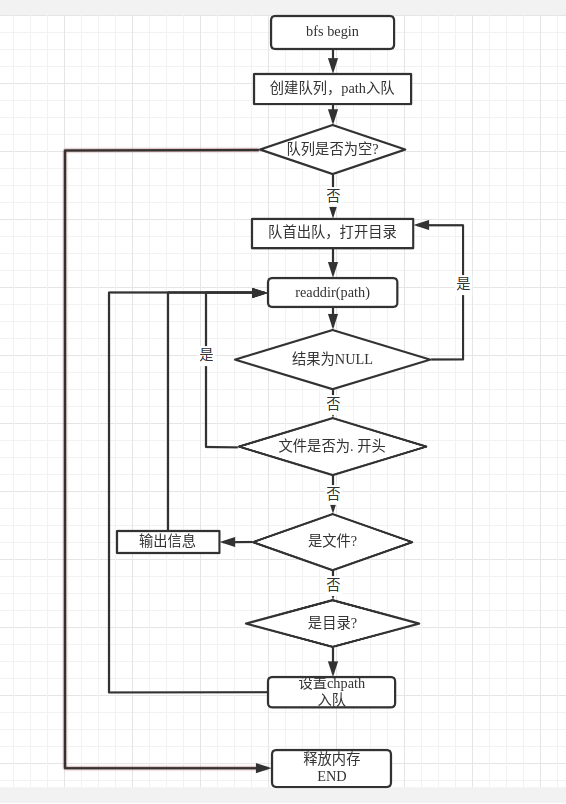 bfs begin
创建队列，path入队
队列是否为空?
否
队首出队，打开目录
是
readdir(path)
是
结果为NULL
否
文件是否为. 开头
否
输出信息
是文件?
否
是目录?
设置chpath
入队
释放内存
END